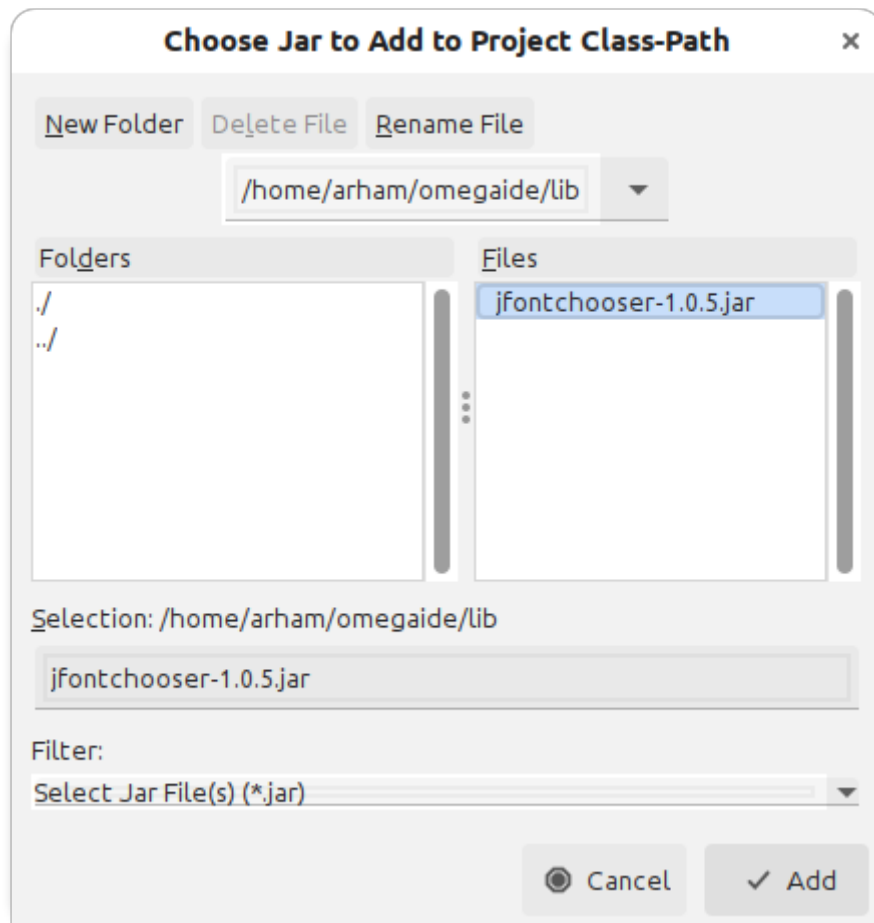 Choose Jar to Add to Project Class-Path
New Folder Delete File Rename File
/home/arham/omegaide/lib
Folders Files
./ jfontchooser-1.0.5.jar
../
Selection: /home/arham/omegaide/lib
jfontchooser-1.0.5.jar
Filter:
Select Jar File(s) (*.jar)
Cancel Add